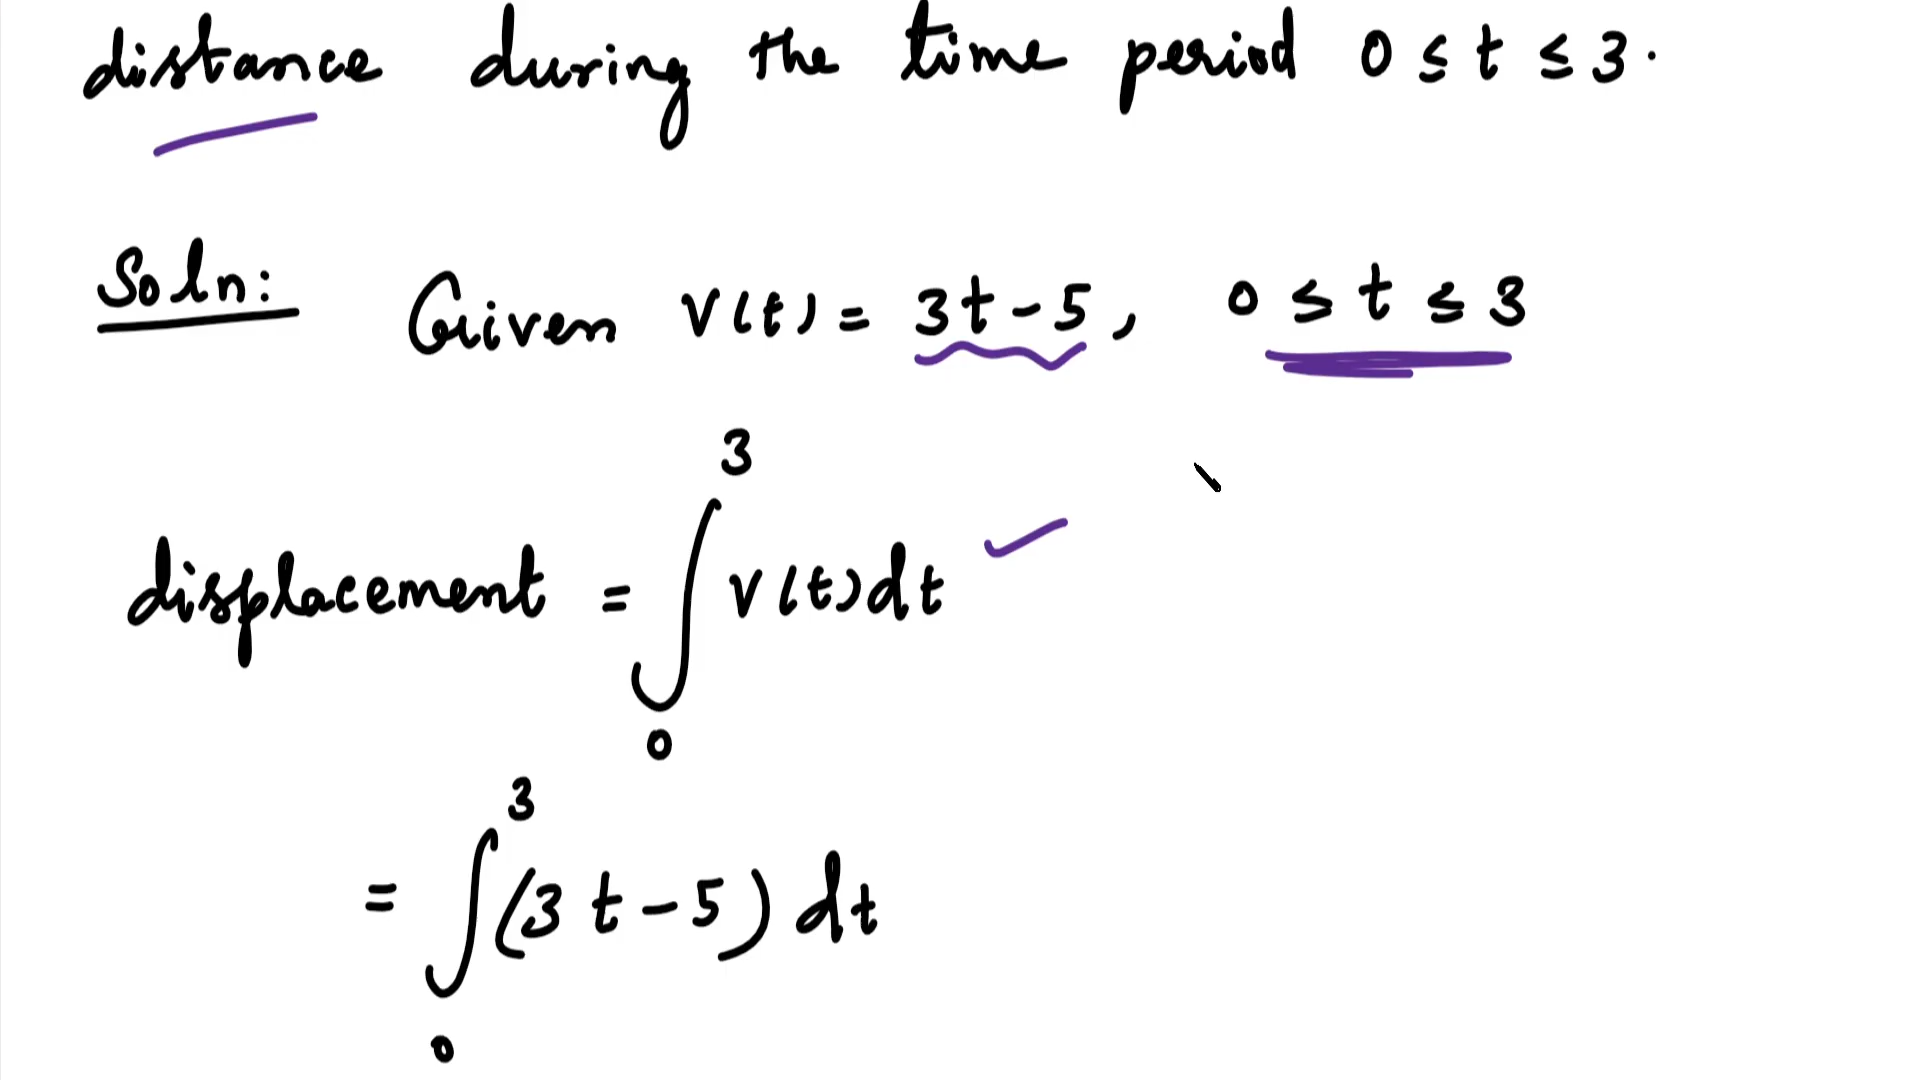 distance during the time period 0 ≤ t ≤ 3.
Soln: Given V(t) = 3t - 5, 0 ≤ t ≤ 3
displacement = ∫₀³ V(t)dt
= ∫₀³ (3t - 5) dt